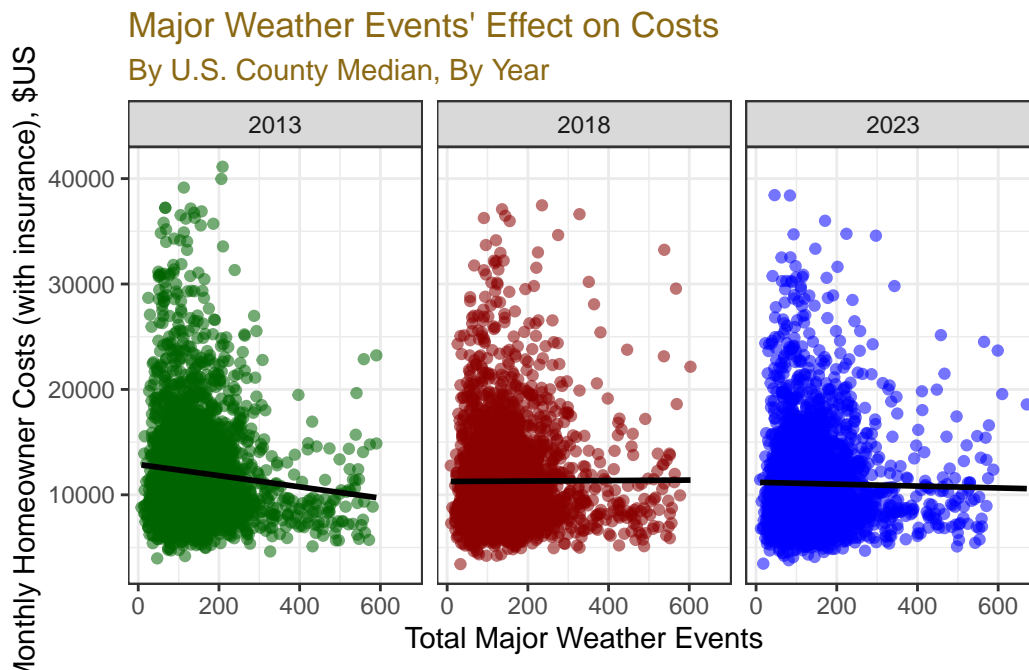 Major Weather Events' Effect on Costs
By U.S. County Median, By Year
Monthly Homeowner Costs (with insurance), $US
2013 2018 2023
40000
30000
20000
10000
0 200 400 600 0 200 400 600 0 200 400 600
Total Major Weather Events